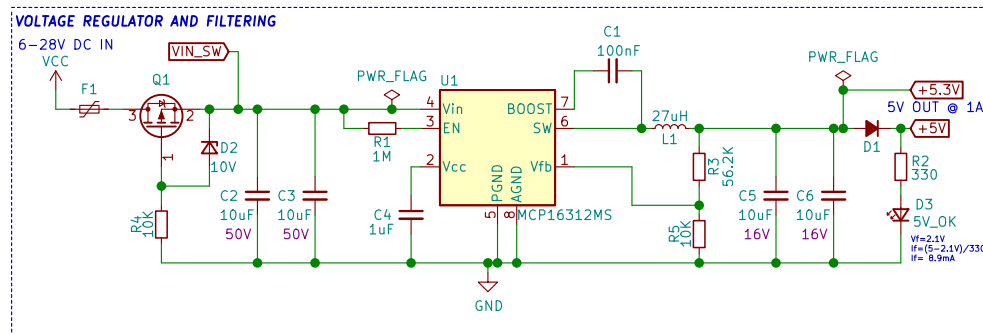 VOLTAGE REGULATOR AND FILTERING
6-28V DC IN
VCC
VIN_SW
F1
Q1
3
2
1
D2
10V
R4
10K
C2
10uF
50V
C3
10uF
50V
PWR_FLAG
R1
1M
C4
1uF
U1
4
Vin
3
EN
2
Vcc
BOOST
7
SW
6
Vfb
1
PGND
5
AGND
8
MCP16312MS
GND
C1
100nF
27uH
L1
R3
56.2K
R5
10K
C5
10uF
16V
C6
10uF
16V
PWR_FLAG
+5.3V
5V OUT @ 1A
+5V
D1
R2
330
D3
5V_OK
Vf=2.1V
If=(5-2.1V)/330
If= 8.9mA